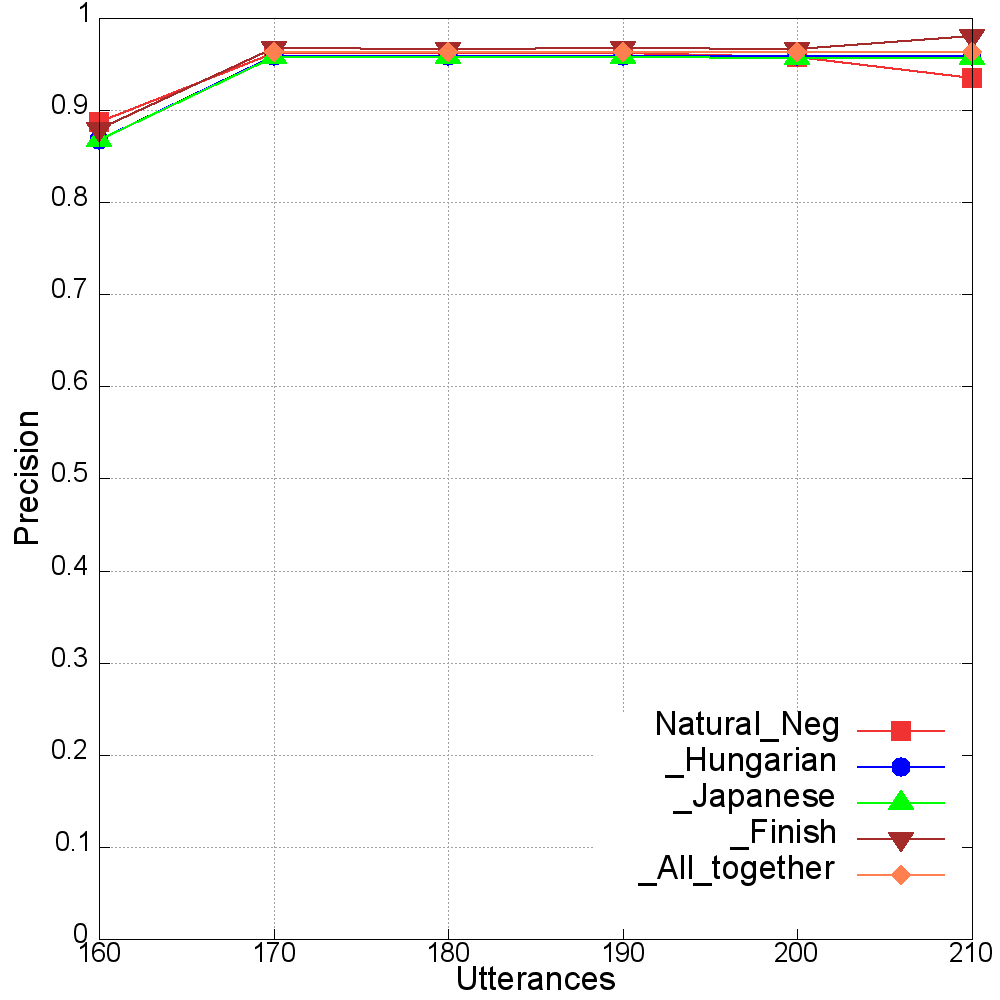 1
0.9
0.8
0.7
0.6
0.5
0.4
0.3
0.2
0.1
0
Precision
Natural_Neg
_Hungarian
_Japanese
_Finish
_All_together
160 170 180 190 200 210
Utterances